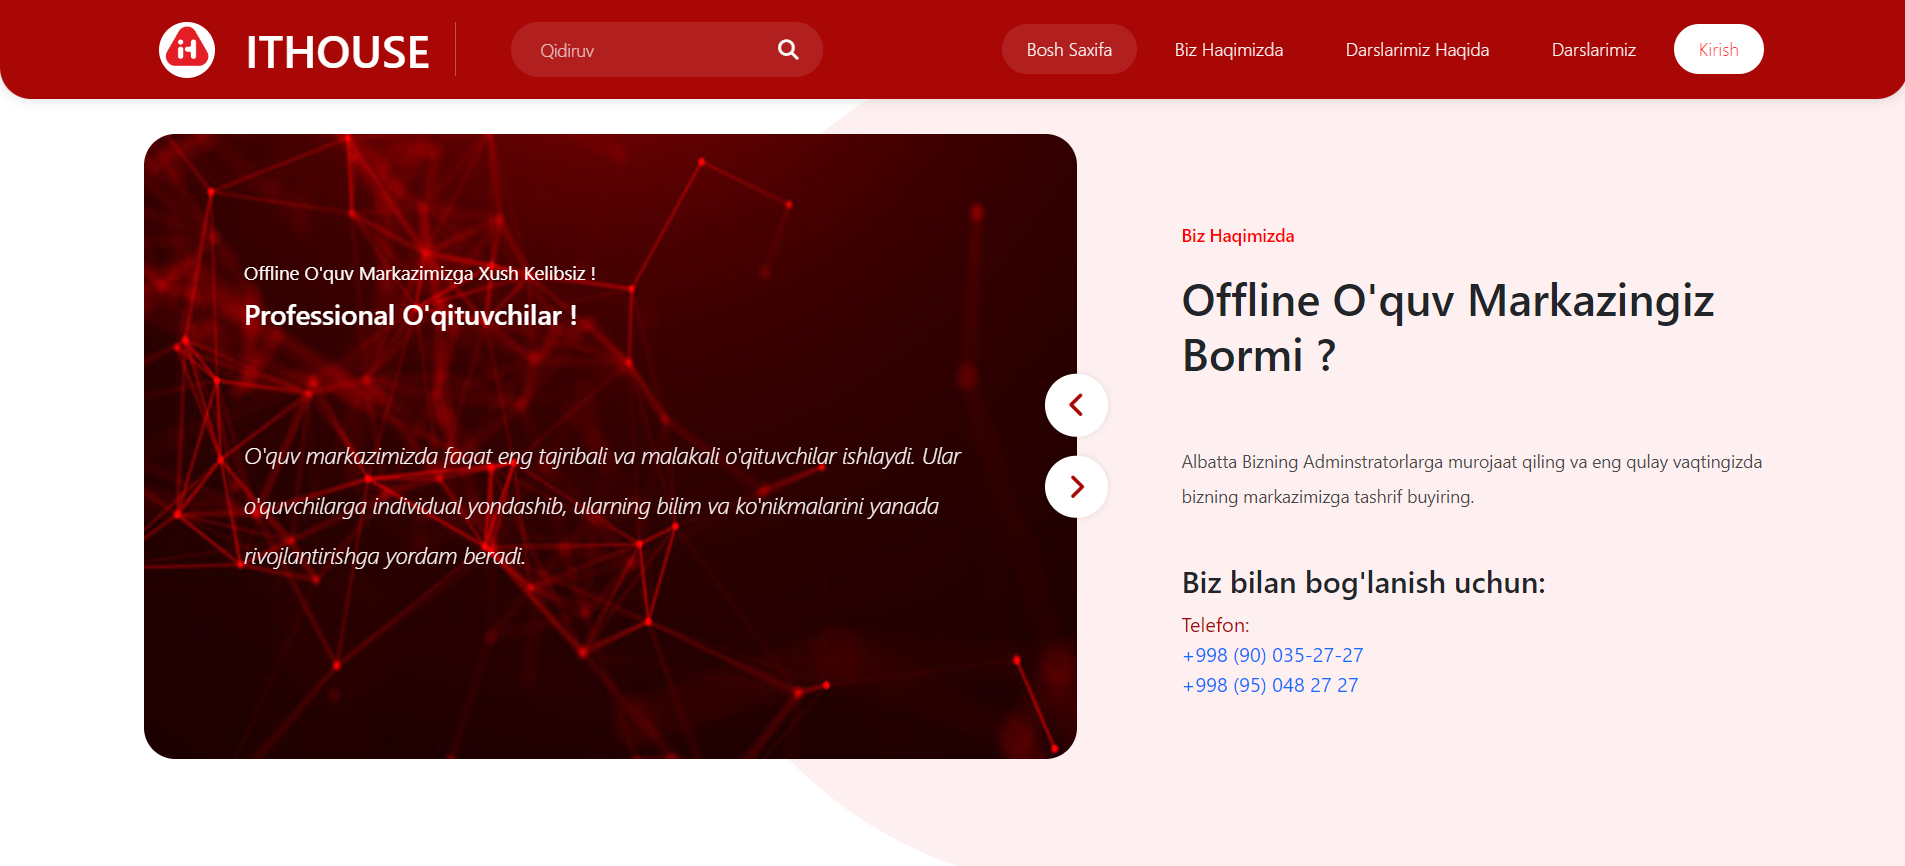 ITHOUSE
Qidiruv
Bosh Saxifa
Biz Haqimizda
Darslarimiz Haqida
Darslarimiz
Kirish
Offline O'quv Markazimizga Xush Kelibsiz !
Professional O'qituvchilar !
O'quv markazimizda faqat eng tajribali va malakali o'qituvchilar ishlaydi. Ular
o'quvchilarga individual yondashib, ularning bilim va ko'nikmalarini yanada
rivojlantirishga yordam beradi.
Biz Haqimizda
Offline O'quv Markazingiz
Bormi ?
Albatta Bizning Adminstratorlarga murojaat qiling va eng qulay vaqtingizda
bizning markazimizga tashrif buyiring.
Biz bilan bog'lanish uchun:
Telefon:
+998 (90) 035-27-27
+998 (95) 048 27 27